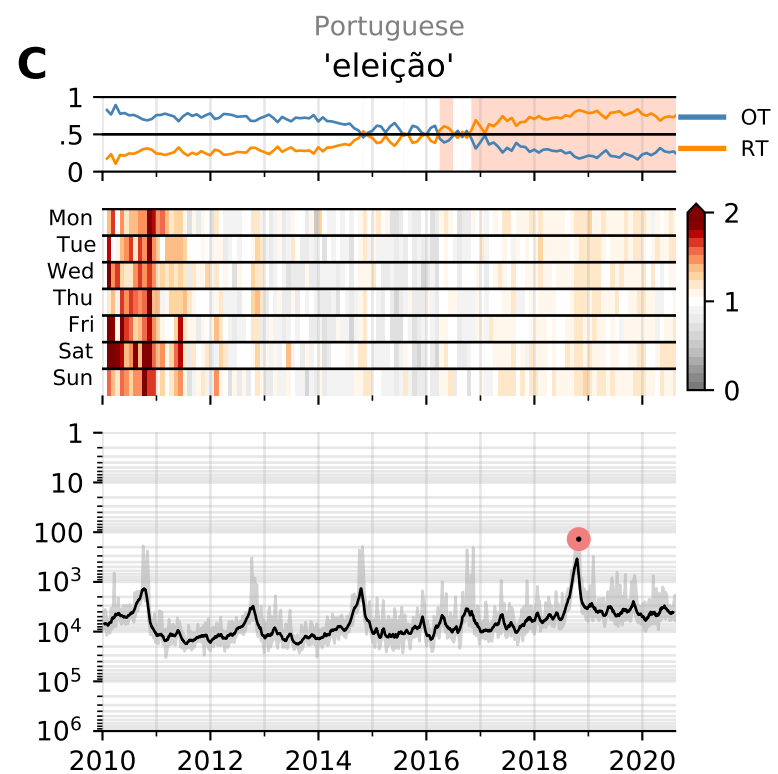 Portuguese
C
'eleição'
1
.5
0
OT
RT
Mon
Tue
Wed
Thu
Fri
Sat
Sun
2
1
0
1
10
100
10³
10⁴
10⁵
10⁶
2010 2012 2014 2016 2018 2020